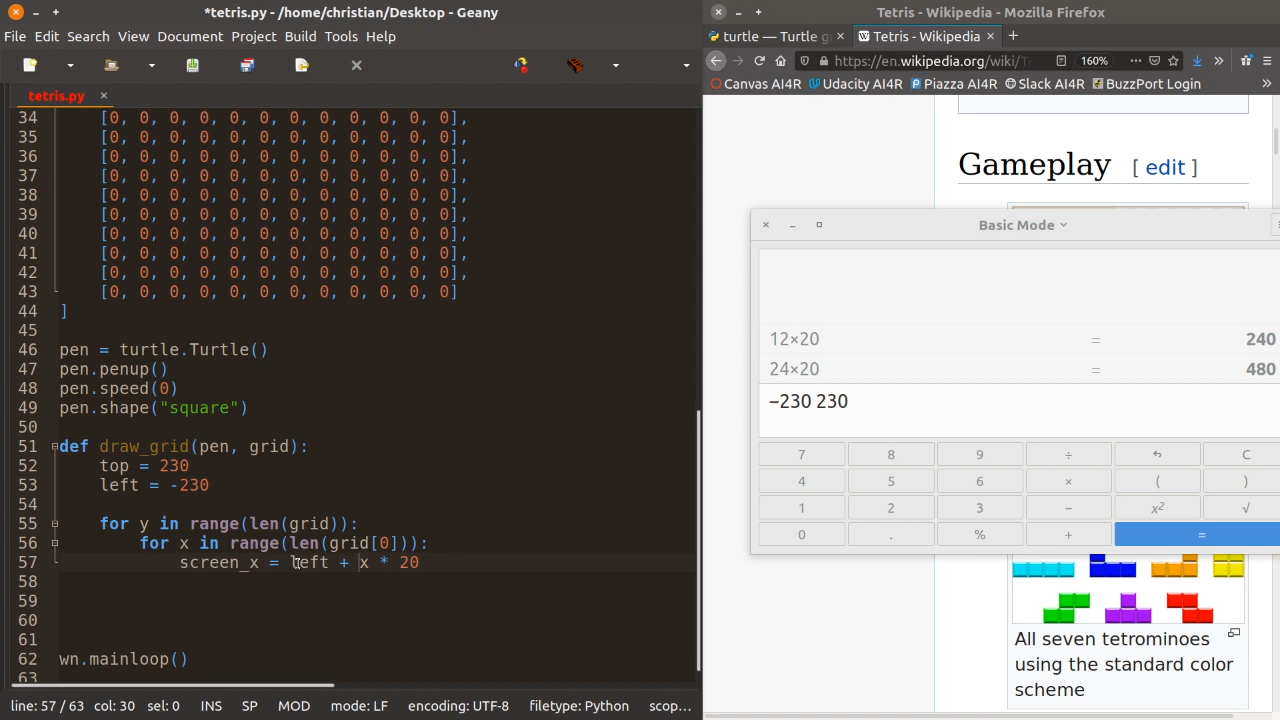 *tetris.py - /home/christian/Desktop - Geany
File Edit Search View Document Project Build Tools Help
tetris.py ×
34 [0, 0, 0, 0, 0, 0, 0, 0, 0, 0, 0, 0],
35 [0, 0, 0, 0, 0, 0, 0, 0, 0, 0, 0, 0],
36 [0, 0, 0, 0, 0, 0, 0, 0, 0, 0, 0, 0],
37 [0, 0, 0, 0, 0, 0, 0, 0, 0, 0, 0, 0],
38 [0, 0, 0, 0, 0, 0, 0, 0, 0, 0, 0, 0],
39 [0, 0, 0, 0, 0, 0, 0, 0, 0, 0, 0, 0],
40 [0, 0, 0, 0, 0, 0, 0, 0, 0, 0, 0, 0],
41 [0, 0, 0, 0, 0, 0, 0, 0, 0, 0, 0, 0],
42 [0, 0, 0, 0, 0, 0, 0, 0, 0, 0, 0, 0],
43 [0, 0, 0, 0, 0, 0, 0, 0, 0, 0, 0, 0]
44 ]
45
46 pen = turtle.Turtle()
47 pen.penup()
48 pen.speed(0)
49 pen.shape("square")
50
51 def draw_grid(pen, grid):
52 top = 230
53 left = -230
54
55 for y in range(len(grid)):
56 for x in range(len(grid[0])):
57 screen_x = left + x * 20
58
59
60
61
62 wn.mainloop()
63
line: 57 / 63 col: 30 sel: 0 INS SP MOD mode: LF encoding: UTF-8 filetype: Python scop...
Tetris - Wikipedia - Mozilla Firefox
turtle — Turtle g × Tetris - Wikipedia × +
https://en.wikipedia.org/wiki/T 160%
Canvas AI4R Udacity AI4R Piazza AI4R Slack AI4R BuzzPort Login »
Gameplay [ edit ]
Basic Mode
12×20 = 240
24×20 = 480
−230 230
7 8 9 ÷ C
4 5 6 × ( )
1 2 3 − x² √
0 . % + =
All seven tetrominoes
using the standard color
scheme